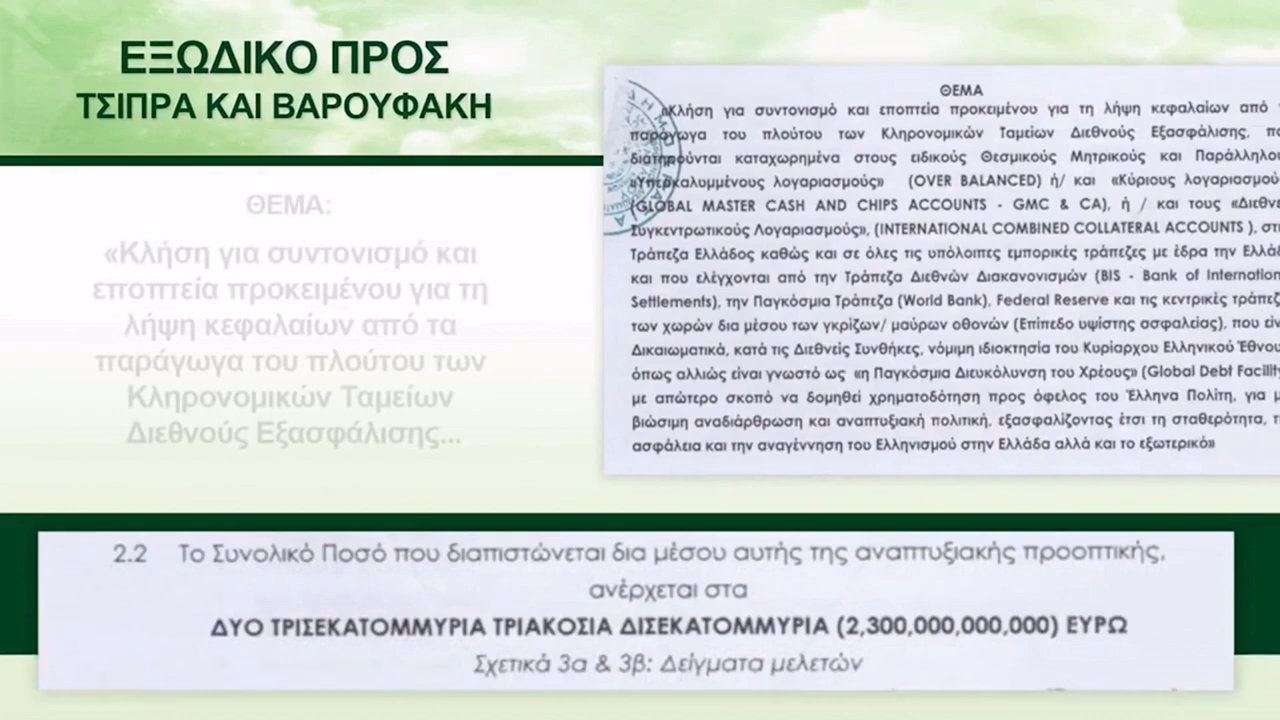 ΕΞΩΔΙΚΟ ΠΡΟΣ
ΤΣΙΠΡΑ ΚΑΙ ΒΑΡΟΥΦΑΚΗ
ΘΕΜΑ:
«Κλήση για συντονισμό και
εποπτεία προκειμένου για τη
λήψη κεφαλαίων από τα
παράγωγα του πλούτου των
Κληρονομικών Ταμείων
Διεθνούς Εξασφάλισης...
ΘΕΜΑ
«Κλήση για συντονισμό και εποπτεία προκειμένου για τη λήψη κεφαλαίων από τ
παράγωγα του πλούτου των Κληρονομικών Ταμείων Διεθνούς Εξασφάλισης, πο
διατηρούνται καταχωρημένα στους ειδικούς Θεσμικούς Μητρικούς και Παράλληλου
«Υπερκαλυμμένους λογαριασμούς» (OVER BALANCED) ή/ και «Κύριους λογαριασμού
(GLOBAL MASTER CASH AND CHIPS ACCOUNTS - GMC & CA), ή / και τους «Διεθνε
Συγκεντρωτικούς Λογαριασμούς», (INTERNATIONAL COMBINED COLLATERAL ACCOUNTS ), στη
Τράπεζα Ελλάδος καθώς και σε όλες τις υπόλοιπες εμπορικές τράπεζες με έδρα την Ελλάδ
και που ελέγχονται από την Τράπεζα Διεθνών Διακανονισμών (BIS - Bank of Internation
Settlements), την Παγκόσμια Τράπεζα (World Bank), Federal Reserve και τις κεντρικές τράπεζε
των χωρών δια μέσου των γκρίζων/ μαύρων οθονών (Επίπεδο υψίστης ασφαλείας), που είν
Δικαιωματικά, κατά τις Διεθνείς Συνθήκες, νόμιμη ιδιοκτησία του Κυρίαρχου Ελληνικού Έθνου
όπως αλλιώς είναι γνωστό ως «η Παγκόσμια Διευκόλυνση του Χρέους» (Global Debt Facility
με απώτερο σκοπό να δομηθεί χρηματοδότηση προς όφελος του Έλληνα Πολίτη, για μ
βιώσιμη αναδιάρθρωση και αναπτυξιακή πολιτική, εξασφαλίζοντας έτσι τη σταθερότητα, τη
ασφάλεια και την αναγέννηση του Ελληνισμού στην Ελλάδα αλλά και το εξωτερικό»
2.2 Το Συνολικό Ποσό που διαπιστώνεται δια μέσου αυτής της αναπτυξιακής προοπτικής,
ανέρχεται στα
ΔΥΟ ΤΡΙΣΕΚΑΤΟΜΜΥΡΙΑ ΤΡΙΑΚΟΣΙΑ ΔΙΣΕΚΑΤΟΜΜΥΡΙΑ (2,300,000,000,000) ΕΥΡΩ
Σχετικά 3α & 3β: Δείγματα μελετών